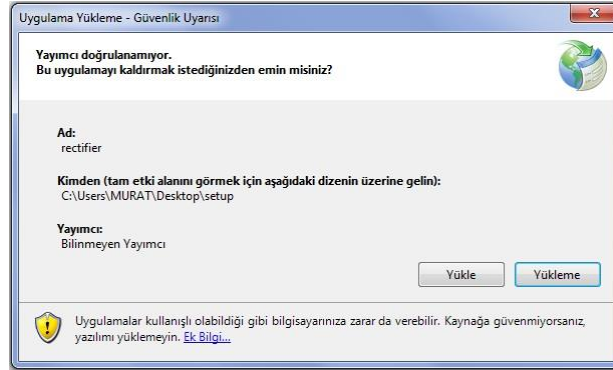 Uygulama Yükleme - Güvenlik Uyarısı
Yayımcı doğrulanamıyor.
Bu uygulamayı kaldırmak istediğinizden emin misiniz?
Ad:
rectifier
Kimden (tam etki alanını görmek için aşağıdaki dizenin üzerine gelin):
C:\Users\MURAT\Desktop\setup
Yayımcı:
Bilinmeyen Yayımcı
Yükle Yükleme
Uygulamalar kullanışlı olabildiği gibi bilgisayarınıza zarar da verebilir. Kaynağa güvenmiyorsanız,
yazılımı yüklemeyin. Ek Bilgi...